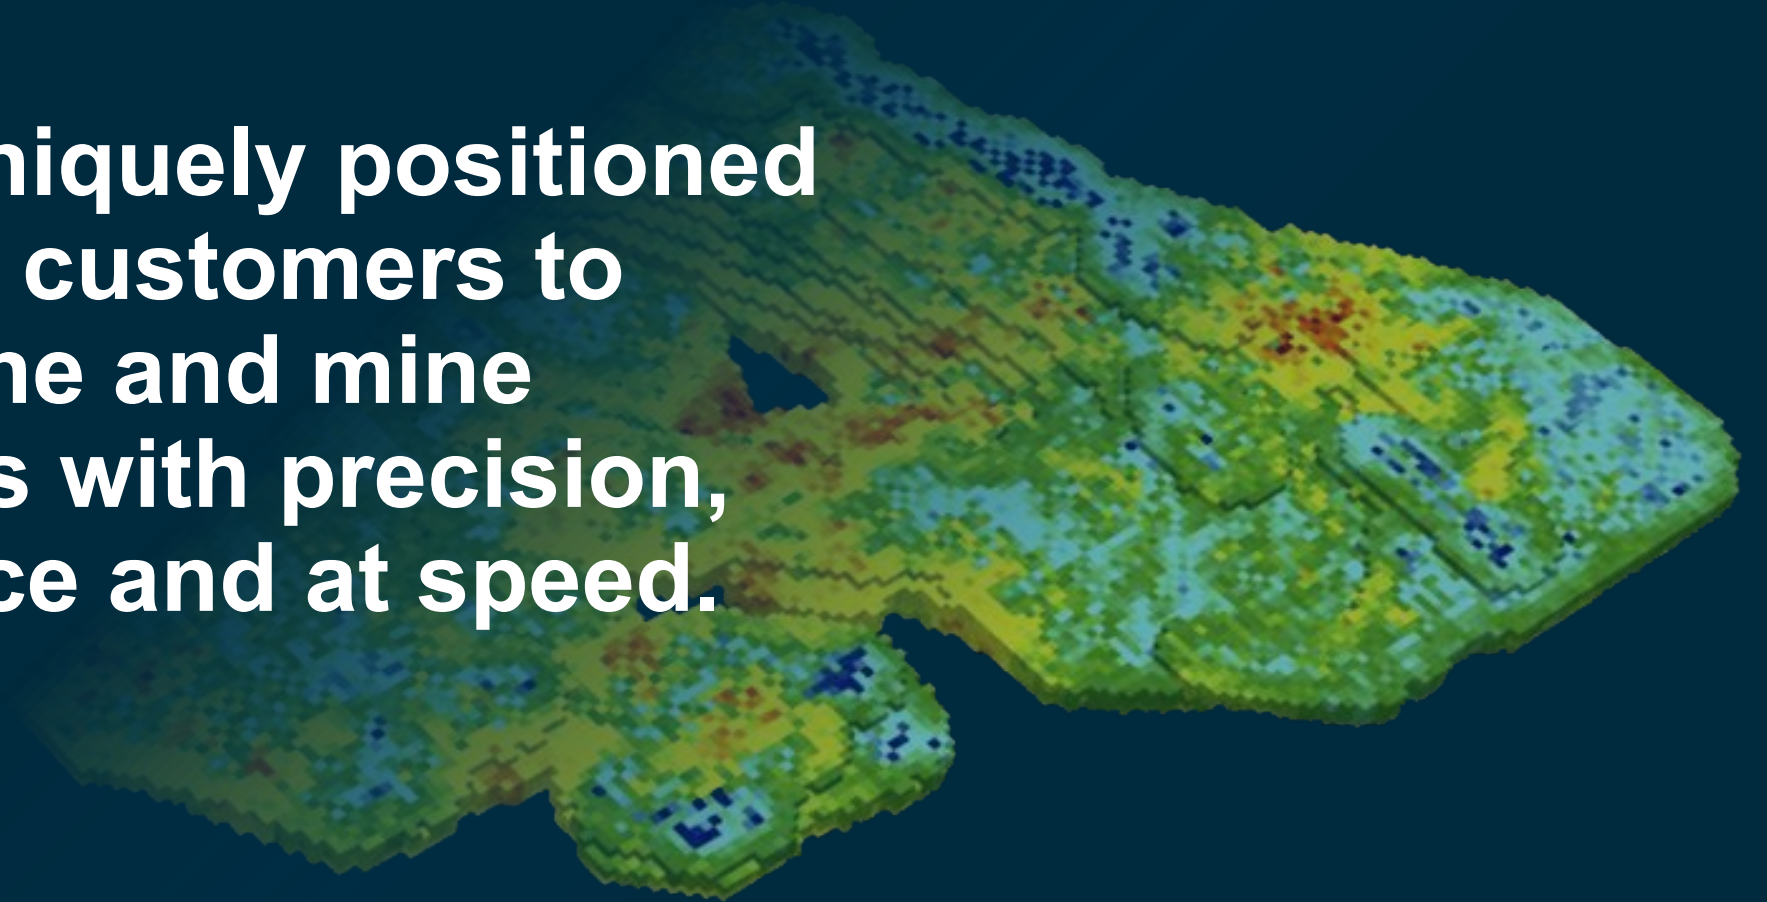 niquely positioned
customers to
ne and mine
s with precision,
ce and at speed.